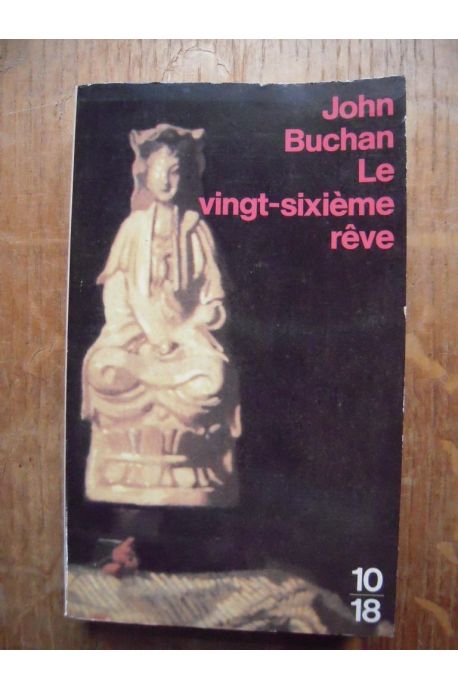 John
Buchan
Le
vingt-sixième
rêve
10
18